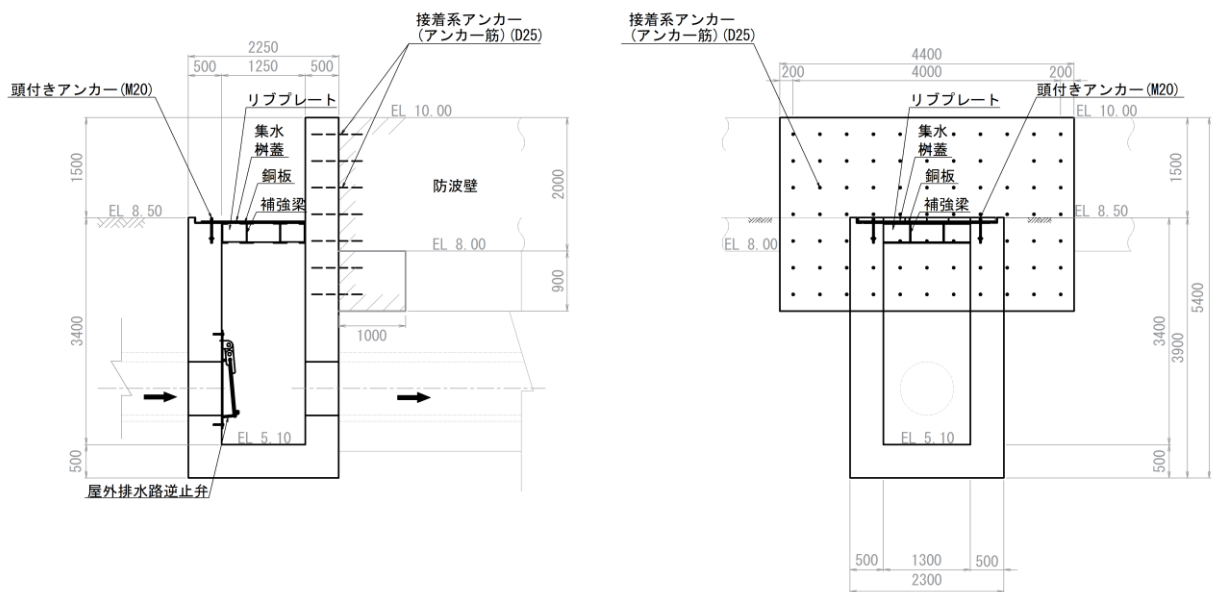 接着系アンカー
(アンカー筋)(D25)
2250
500
1250
500
頭付きアンカー(M20)
リブプレート
EL 10.00
集水
桝蓋
銅板
補強梁
防波壁
1500
2000
EL 8.50
EL 8.00
900
1000
3400
EL 5.10
500
屋外排水路逆止弁
接着系アンカー
(アンカー筋)(D25)
4400
200
4000
200
リブプレート
頭付きアンカー(M20)
EL 10.00
集水
桝蓋
銅板
補強梁
1500
EL 8.50
EL 8.00
3400
3900
5400
EL 5.10
500
500
1300
500
2300